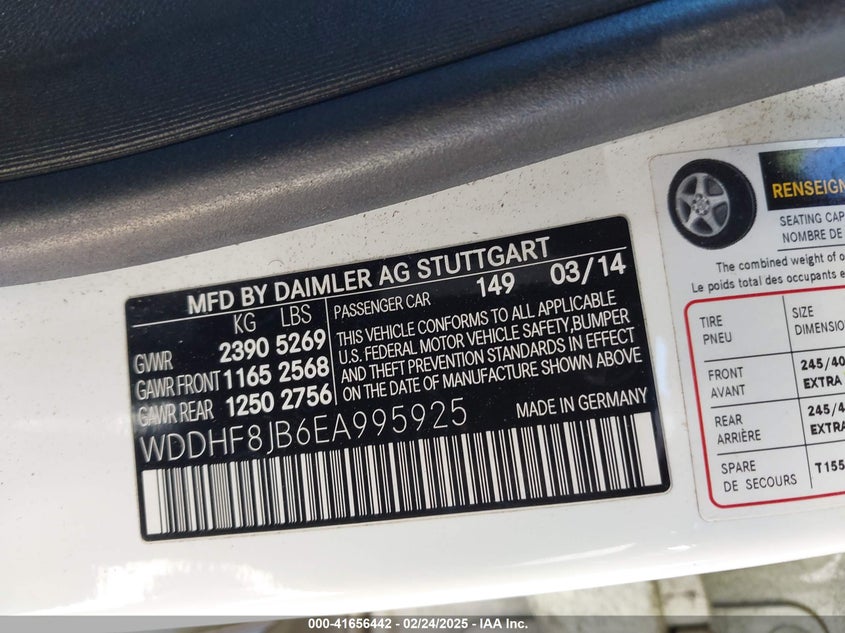 MFD BY DAIMLER AG STUTTGART
KG LBS
PASSENGER CAR 149 03/14
GVWR 2390 5269
GAWR FRONT 1165 2568
GAWR REAR 1250 2756
THIS VEHICLE CONFORMS TO ALL APPLICABLE
U.S. FEDERAL MOTOR VEHICLE SAFETY,BUMPER
AND THEFT PREVENTION STANDARDS IN EFFECT
ON THE DATE OF MANUFACTURE SHOWN ABOVE
MADE IN GERMANY
WDDHF8JB6EA995925
RENSEIGN
SEATING CAP
NOMBRE DE
The combined weight of o
Le poids total des occupants e
TIRE
PNEU
SIZE
DIMENSION
FRONT
AVANT
245/40
EXTRA
REAR
ARRIÈRE
245/4
EXTRA
SPARE
DE SECOURS
T155
000-41656442 - 02/24/2025 - IAA Inc.